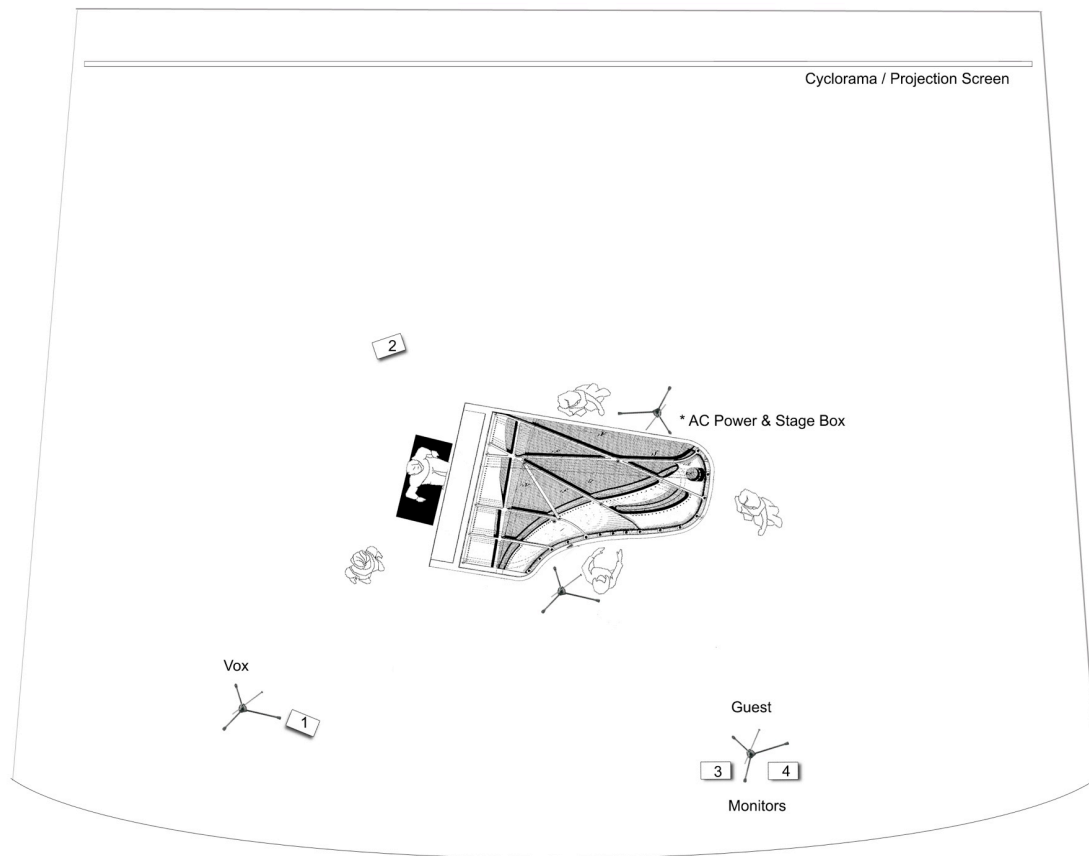 Cyclorama / Projection Screen
2
* AC Power & Stage Box
Vox
1
Guest
3
4
Monitors